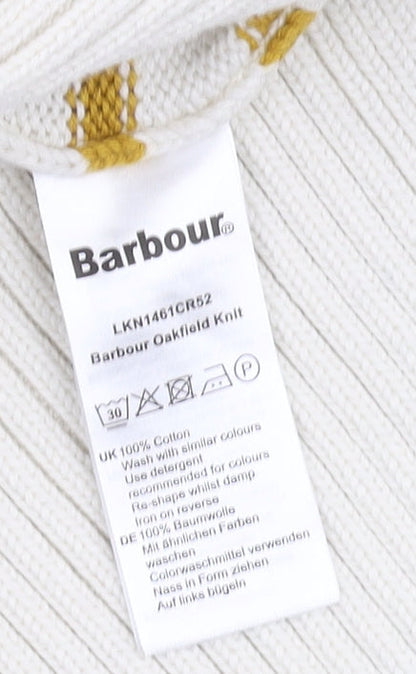 Barbour®
LKN1461CR52
Barbour Oakfield Knit
30 P
UK 100% Cotton
Wash with similar colours
Use detergent
recommended for colours
Re-shape whilst damp
Iron on reverse
DE 100% Baumwolle
Mit ähnlichen Farben
waschen
Colorwaschmittel verwenden
Nass in Form ziehen
Auf links bügeln